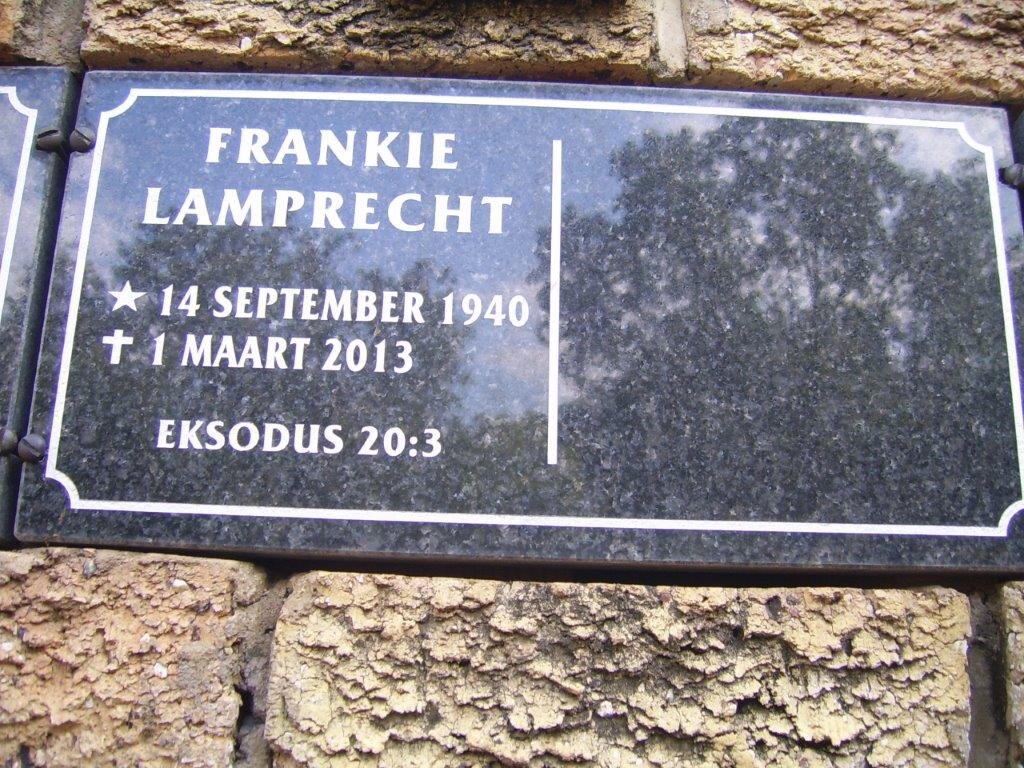 FRANKIE
LAMPRECHT
★ 14 SEPTEMBER 1940
✝ 1 MAART 2013
EKSODUS 20:3